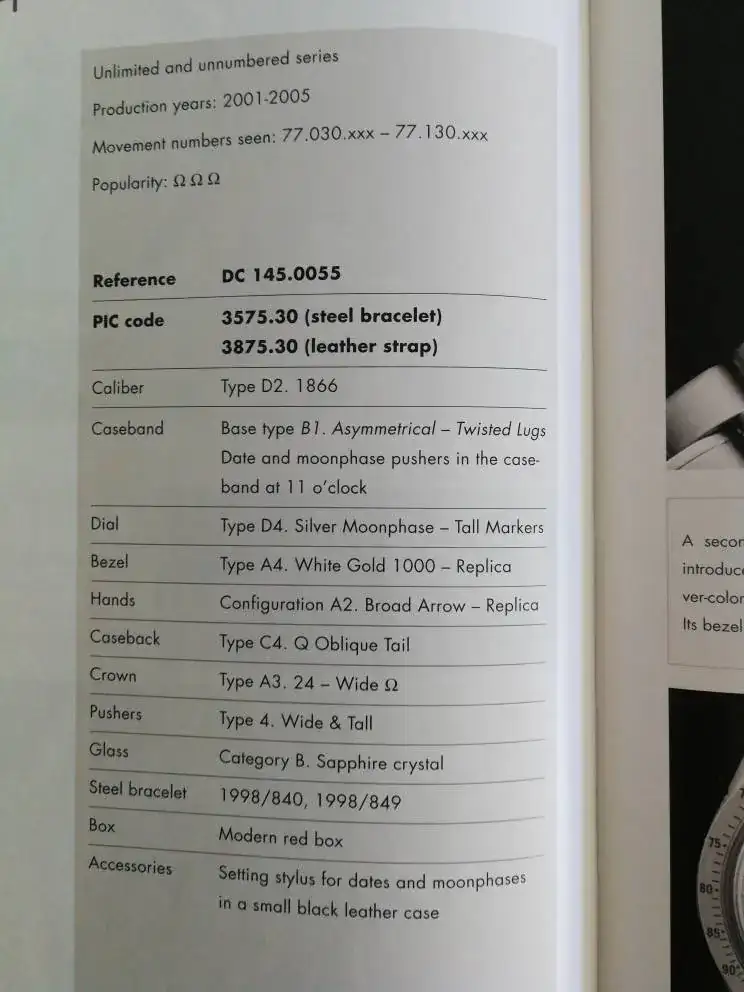 Unlimited and unnumbered series
Production years: 2001-2005
Movement numbers seen: 77.030.xxx – 77.130.xxx
Popularity: Ω Ω Ω
Reference DC 145.0055
PIC code 3575.30 (steel bracelet)
3875.30 (leather strap)
Caliber Type D2. 1866
Caseband Base type B1. Asymmetrical – Twisted Lugs
Date and moonphase pushers in the case-
band at 11 o'clock
Dial Type D4. Silver Moonphase – Tall Markers
Bezel Type A4. White Gold 1000 – Replica
Hands Configuration A2. Broad Arrow – Replica
Caseback Type C4. Q Oblique Tail
Crown Type A3. 24 – Wide Ω
Pushers Type 4. Wide & Tall
Glass Category B. Sapphire crystal
Steel bracelet 1998/840, 1998/849
Box Modern red box
Accessories Setting stylus for dates and moonphases
in a small black leather case
A secon
introduce
ver-color
Its bezel
75
80
85
90